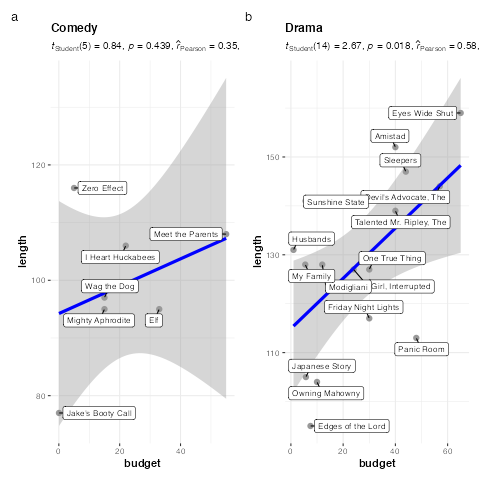 a
Comedy
tStudent(5) = 0.84, p = 0.439, r̂Pearson = 0.35,
length
120
100
80
Zero Effect
Meet the Parents
I Heart Huckabees
Wag the Dog
Mighty Aphrodite
Elf
Jake's Booty Call
0
20
40
budget
b
Drama
tStudent(14) = 2.67, p = 0.018, r̂Pearson = 0.58,
length
150
130
110
Eyes Wide Shut
Amistad
Sleepers
Sunshine State
Devil's Advocate, The
Talented Mr. Ripley, The
Husbands
One True Thing
My Family
Modigliani
Girl, Interrupted
Friday Night Lights
Panic Room
Japanese Story
Owning Mahowny
Edges of the Lord
0
20
40
60
budget